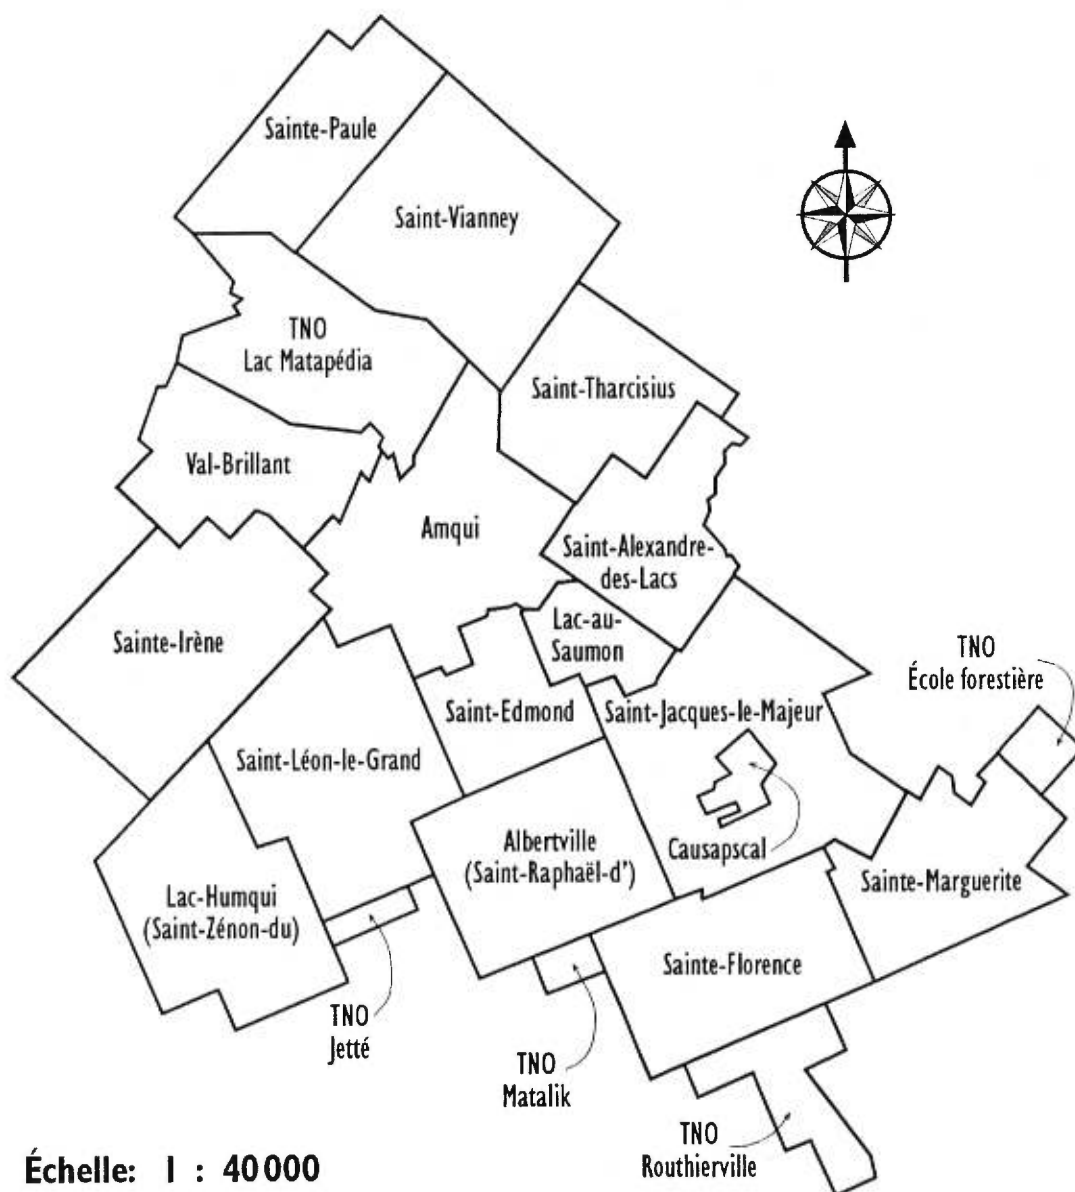 Sainte-Paule
Saint-Vianney
TNO
Lac Matapédia
Saint-Tharcisius
Val-Brillant
Amqui
Saint-Alexandre-
des-Lacs
Sainte-Irène
Lac-au-
Saumon
TNO
École forestière
Saint-Edmond
Saint-Jacques-le-Majeur
Saint-Léon-le-Grand
Albertville
(Saint-Raphaël-d')
Causapscal
Sainte-Marguerite
Lac-Humqui
(Saint-Zénon-du)
Sainte-Florence
TNO
Jetté
TNO
Matalik
TNO
Routhierville
Échelle: 1 : 40 000